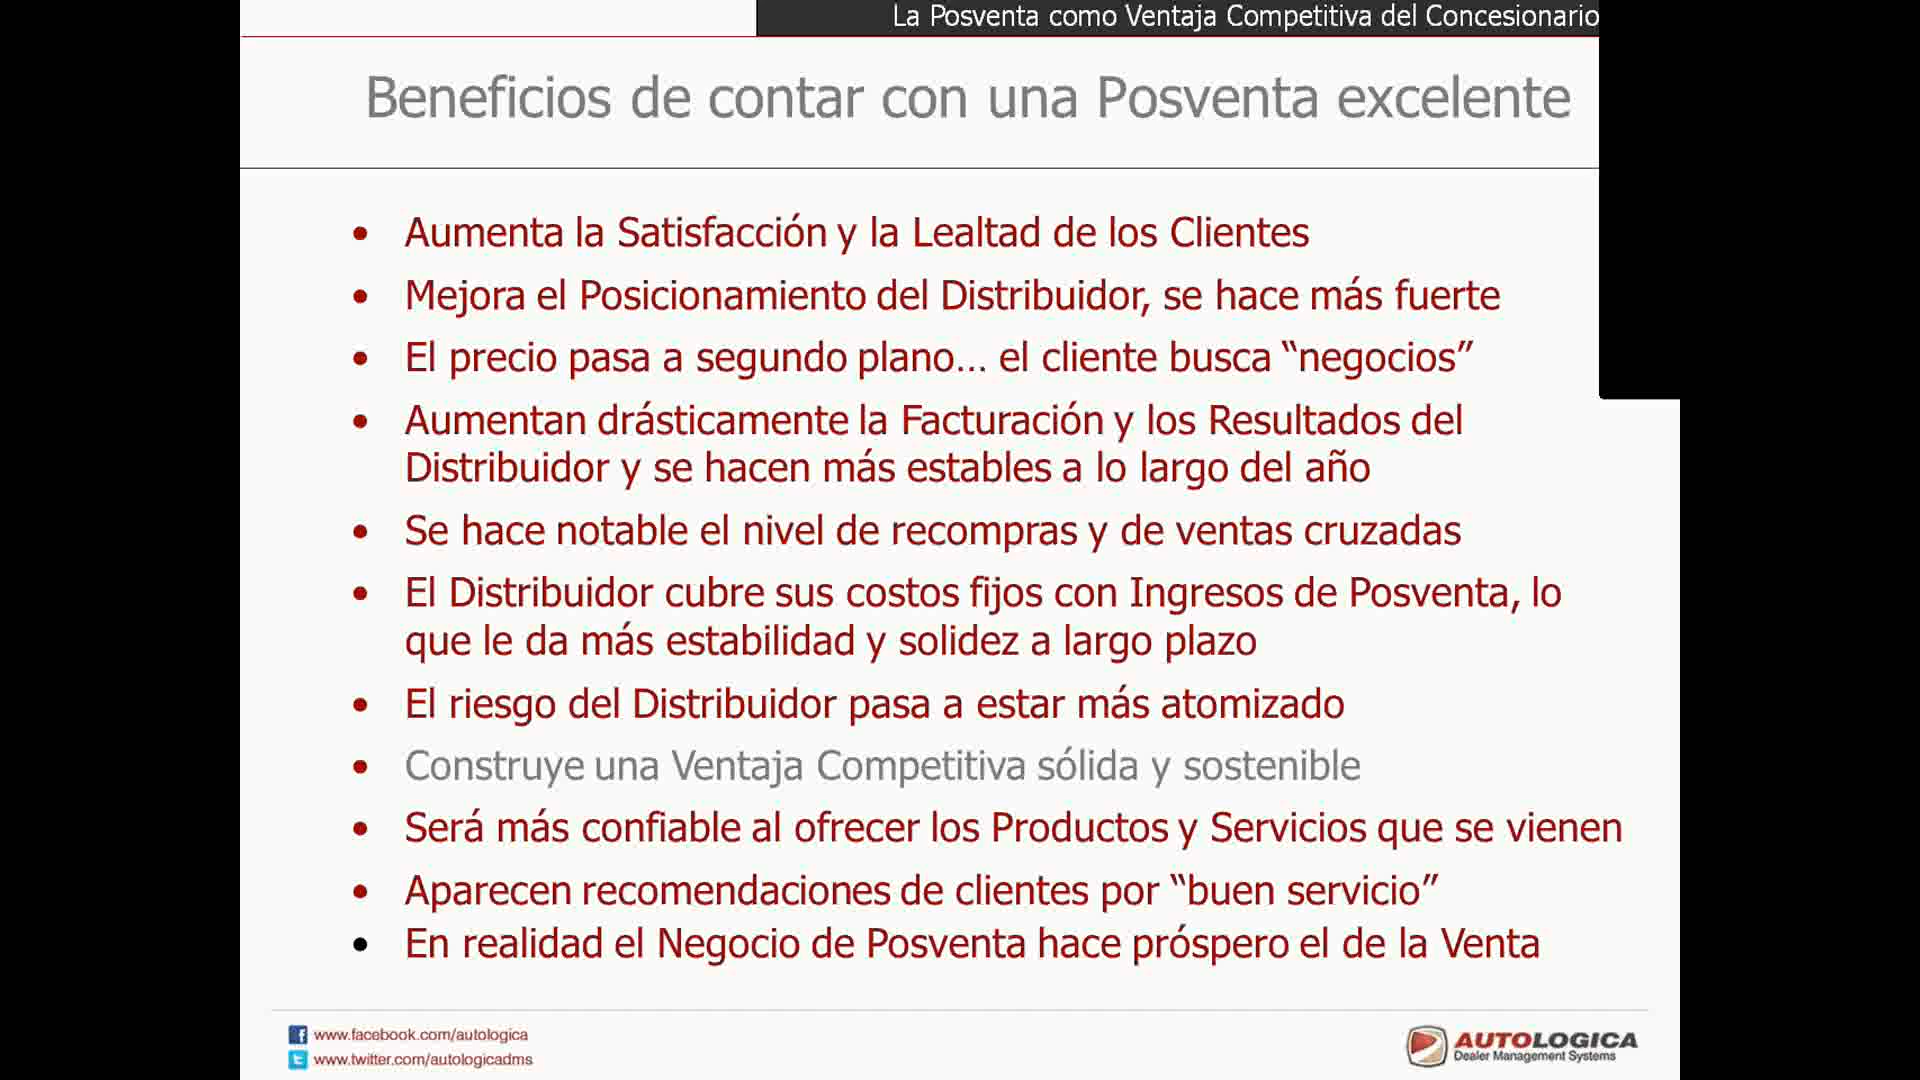 La Posventa como Ventaja Competitiva del Concesionario
Beneficios de contar con una Posventa excelente
• Aumenta la Satisfacción y la Lealtad de los Clientes
• Mejora el Posicionamiento del Distribuidor, se hace más fuerte
• El precio pasa a segundo plano... el cliente busca “negocios”
• Aumentan drásticamente la Facturación y los Resultados del
Distribuidor y se hacen más estables a lo largo del año
• Se hace notable el nivel de recompras y de ventas cruzadas
• El Distribuidor cubre sus costos fijos con Ingresos de Posventa, lo
que le da más estabilidad y solidez a largo plazo
• El riesgo del Distribuidor pasa a estar más atomizado
• Construye una Ventaja Competitiva sólida y sostenible
• Será más confiable al ofrecer los Productos y Servicios que se vienen
• Aparecen recomendaciones de clientes por “buen servicio”
• En realidad el Negocio de Posventa hace próspero el de la Venta
www.facebook.com/autologica
www.twitter.com/autologicadms
AUTOLOGICA
Dealer Management Systems